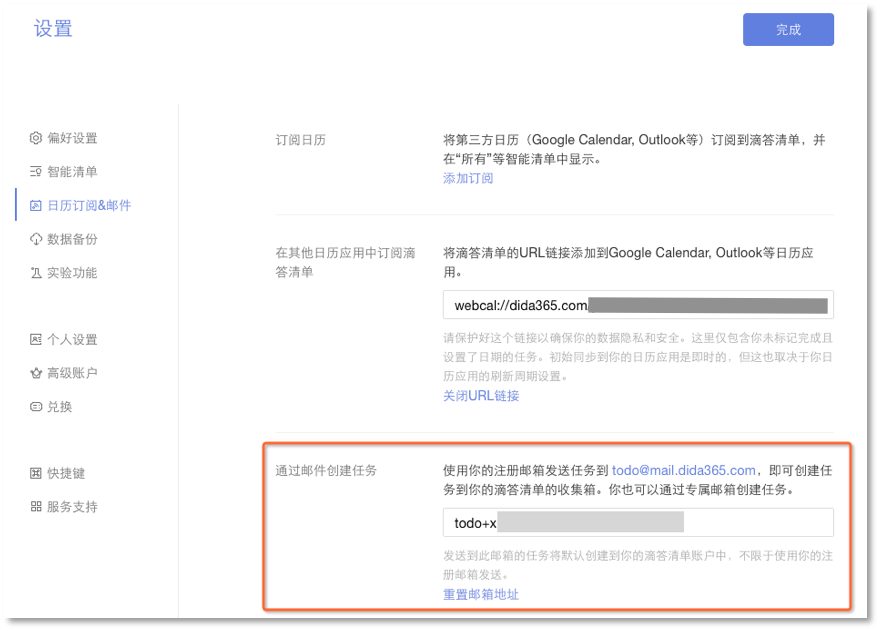 设置
完成
偏好设置
智能清单
日历订阅&邮件
数据备份
实验功能
个人设置
高级账户
兑换
快捷键
服务支持
订阅日历
将第三方日历（Google Calendar, Outlook等）订阅到滴答清单，并
在“所有”等智能清单中显示。
添加订阅
在其他日历应用中订阅滴
答清单
将滴答清单的URL链接添加到Google Calendar, Outlook等日历应
用。
webcal://dida365.com
请保护好这个链接以确保你的数据隐私和安全。这里仅包含你未标记完成且
设置了日期的任务。初始同步到你的日历应用是即时的，但这也取决于你日
历应用的刷新周期设置。
关闭URL链接
通过邮件创建任务
使用你的注册邮箱发送任务到 todo@mail.dida365.com，即可创建任
务到你的滴答清单的收集箱。你也可以通过专属邮箱创建任务。
todo+x
发送到此邮箱的任务将默认创建到你的滴答清单账户中，不限于使用你的注
册邮箱发送。
重置邮箱地址